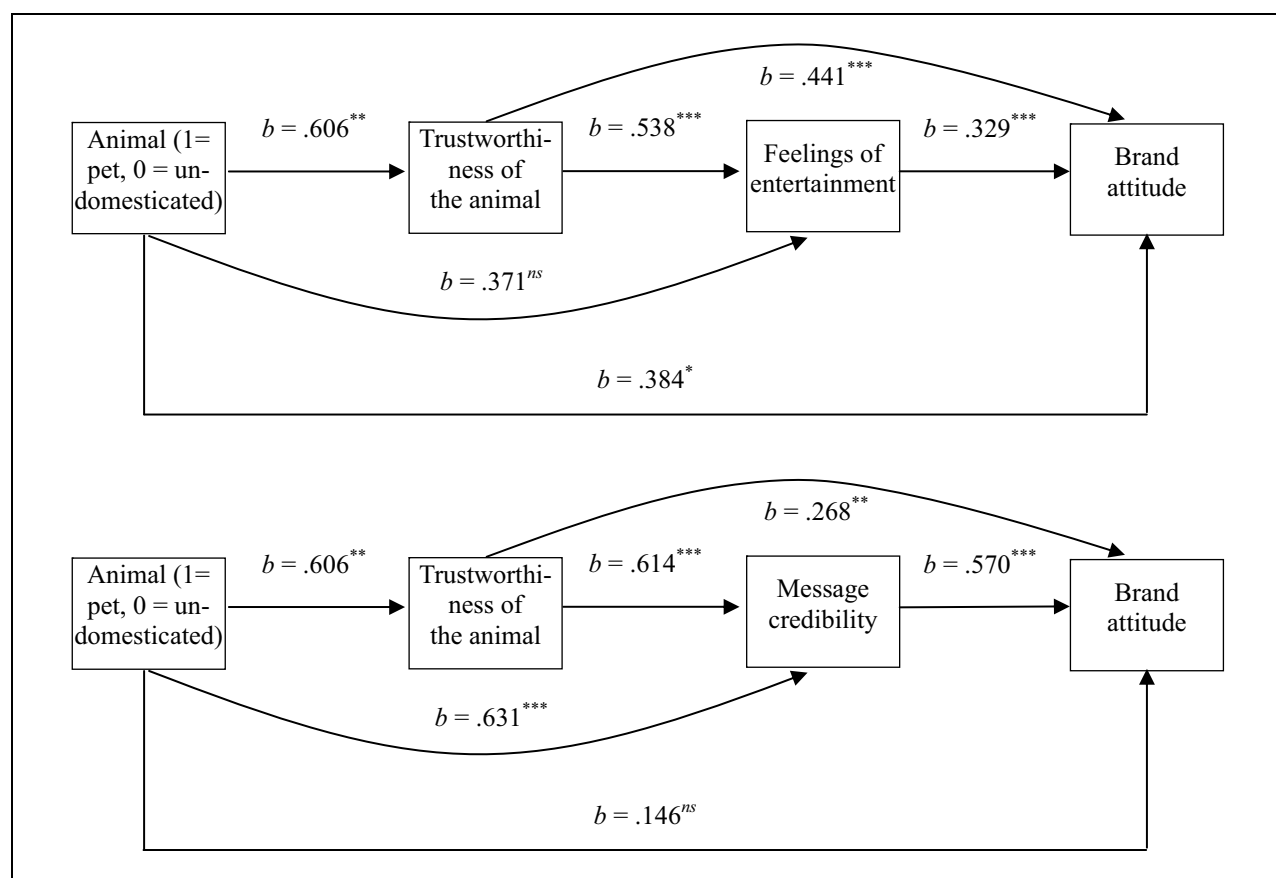 b = .441***
b = .606**
b = .538***
b = .329***
Animal (1=
pet, 0 = un-
domesticated)
Trustworthi-
ness of
the animal
Feelings of
entertainment
Brand
attitude
b = .371ns
b = .384*
b = .268**
b = .606**
b = .614***
b = .570***
Animal (1=
pet, 0 = un-
domesticated)
Trustworthi-
ness of
the animal
Message
credibility
Brand
attitude
b = .631***
b = .146ns